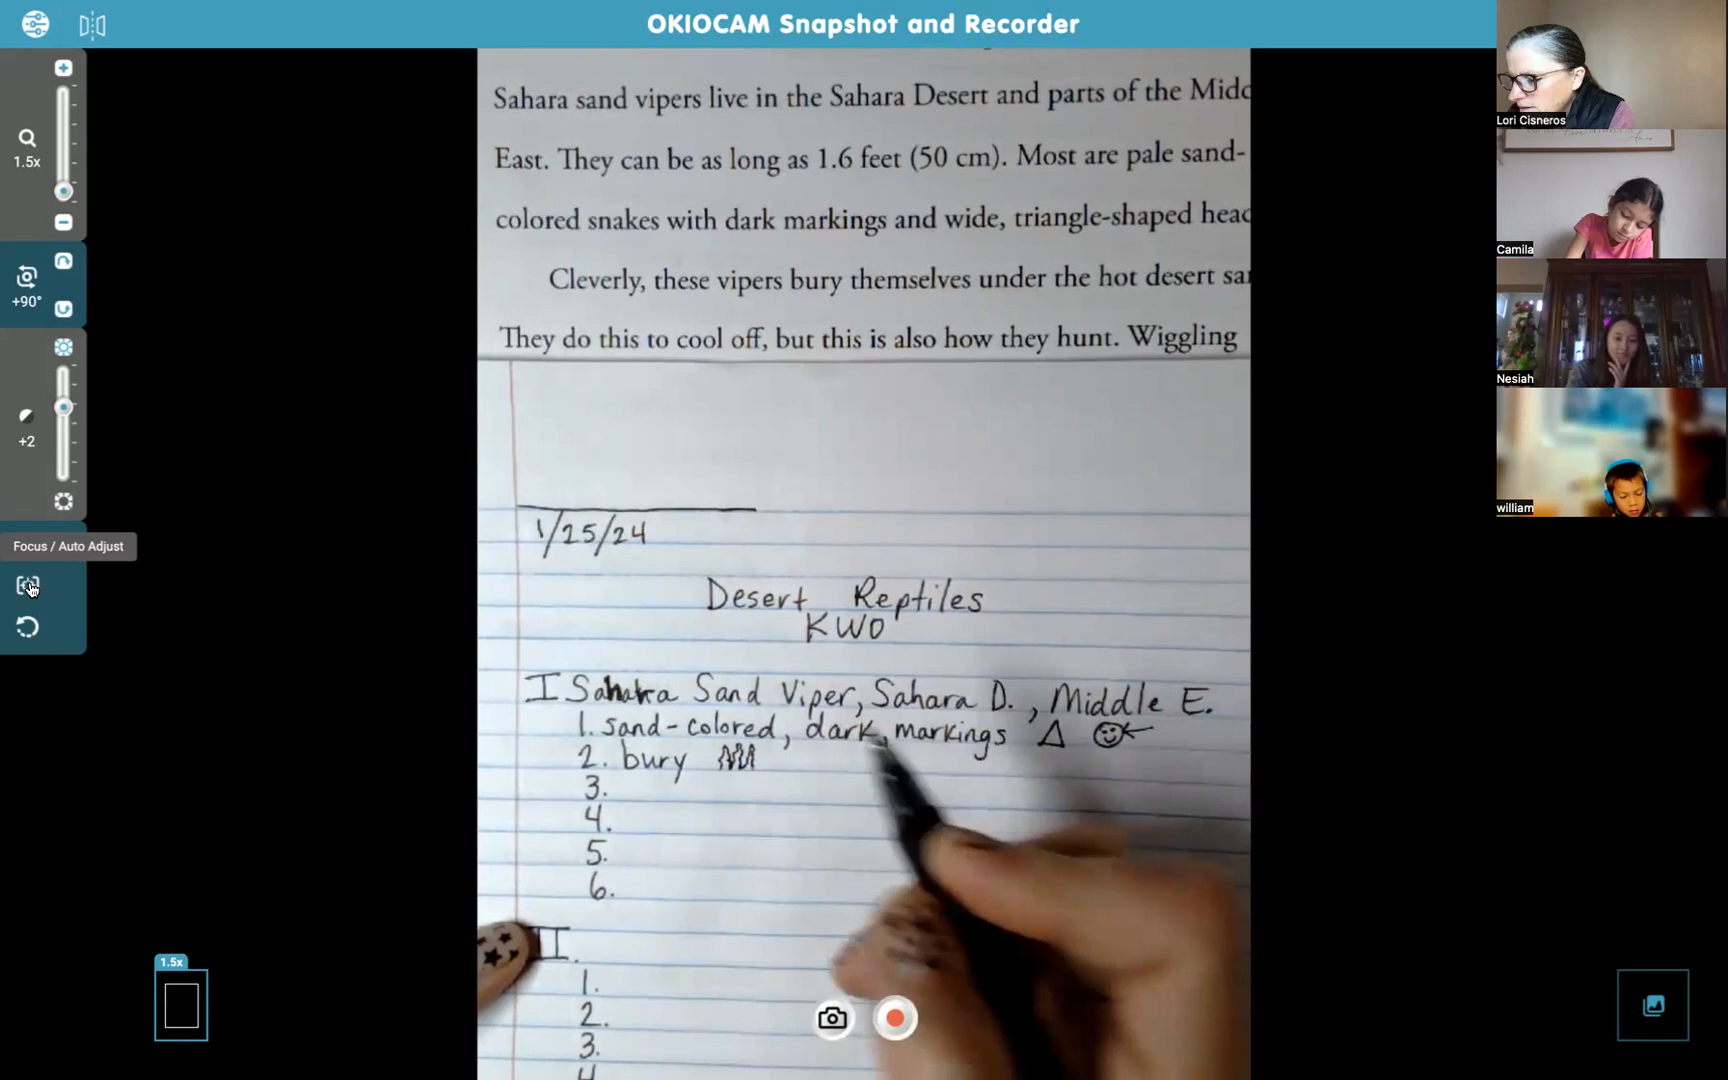 OKIOCAM Snapshot and Recorder
1.5x
+90°
+2
Focus / Auto Adjust
Sahara sand vipers live in the Sahara Desert and parts of the Midd
East. They can be as long as 1.6 feet (50 cm). Most are pale sand-
colored snakes with dark markings and wide, triangle-shaped head
Cleverly, these vipers bury themselves under the hot desert sa
They do this to cool off, but this is also how they hunt. Wiggling
1/25/24
Desert Reptiles
KWO
I Sahara Sand Viper, Sahara D., Middle E.
1. sand-colored, dark, markings
2. bury
3.
4.
5.
6.
II.
1.
2.
3.
4
1.5x
Lori Cisneros
Camila
Nesiah
william